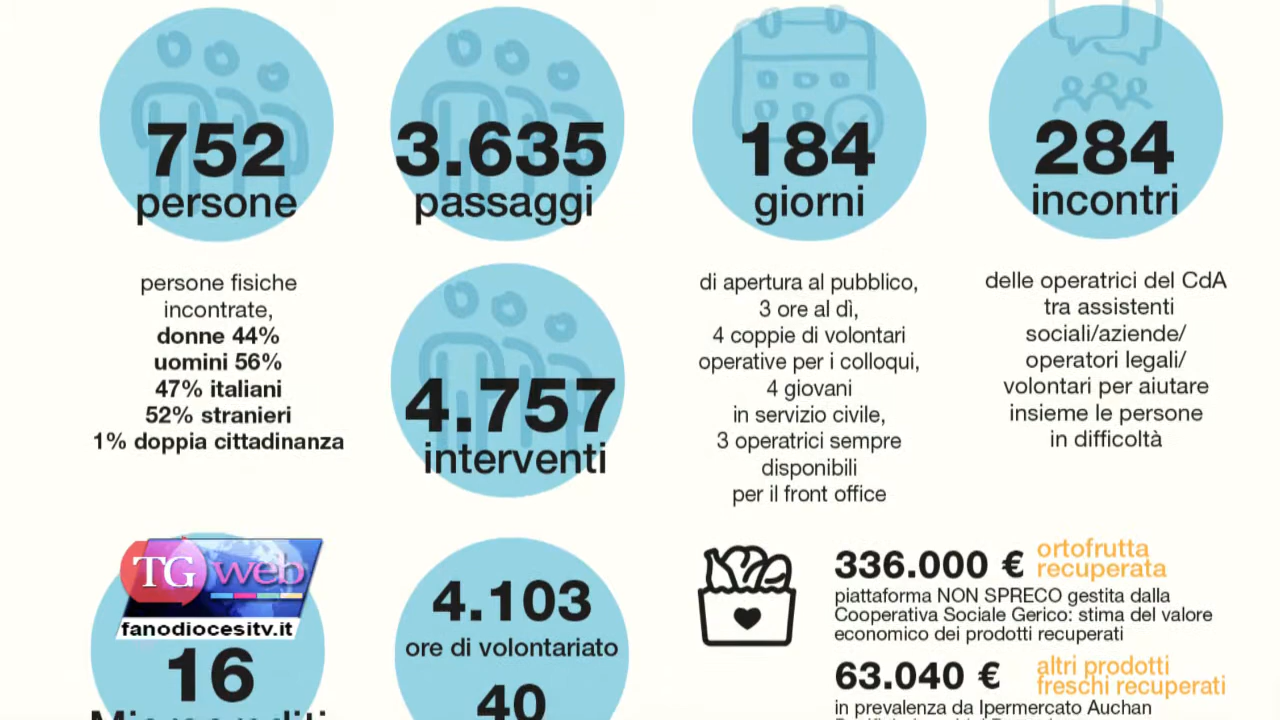 752
persone
persone fisiche
incontrate,
donne 44%
uomini 56%
47% italiani
52% stranieri
1% doppia cittadinanza
3.635
passaggi
4.757
interventi
184
giorni
di apertura al pubblico,
3 ore al dì,
4 coppie di volontari
operative per i colloqui,
4 giovani
in servizio civile,
3 operatrici sempre
disponibili
per il front office
284
incontri
delle operatrici del CdA
tra assistenti
sociali/aziende/
operatori legali/
volontari per aiutare
insieme le persone
in difficoltà
TG web
fanodiocesitv.it
16
Microcrediti
4.103
ore di volontariato
40
336.000 € ortofrutta
recuperata
piattaforma NON SPRECO gestita dalla
Cooperativa Sociale Gerico: stima del valore
economico dei prodotti recuperati
63.040 € altri prodotti
freschi recuperati
in prevalenza da Ipermercato Auchan